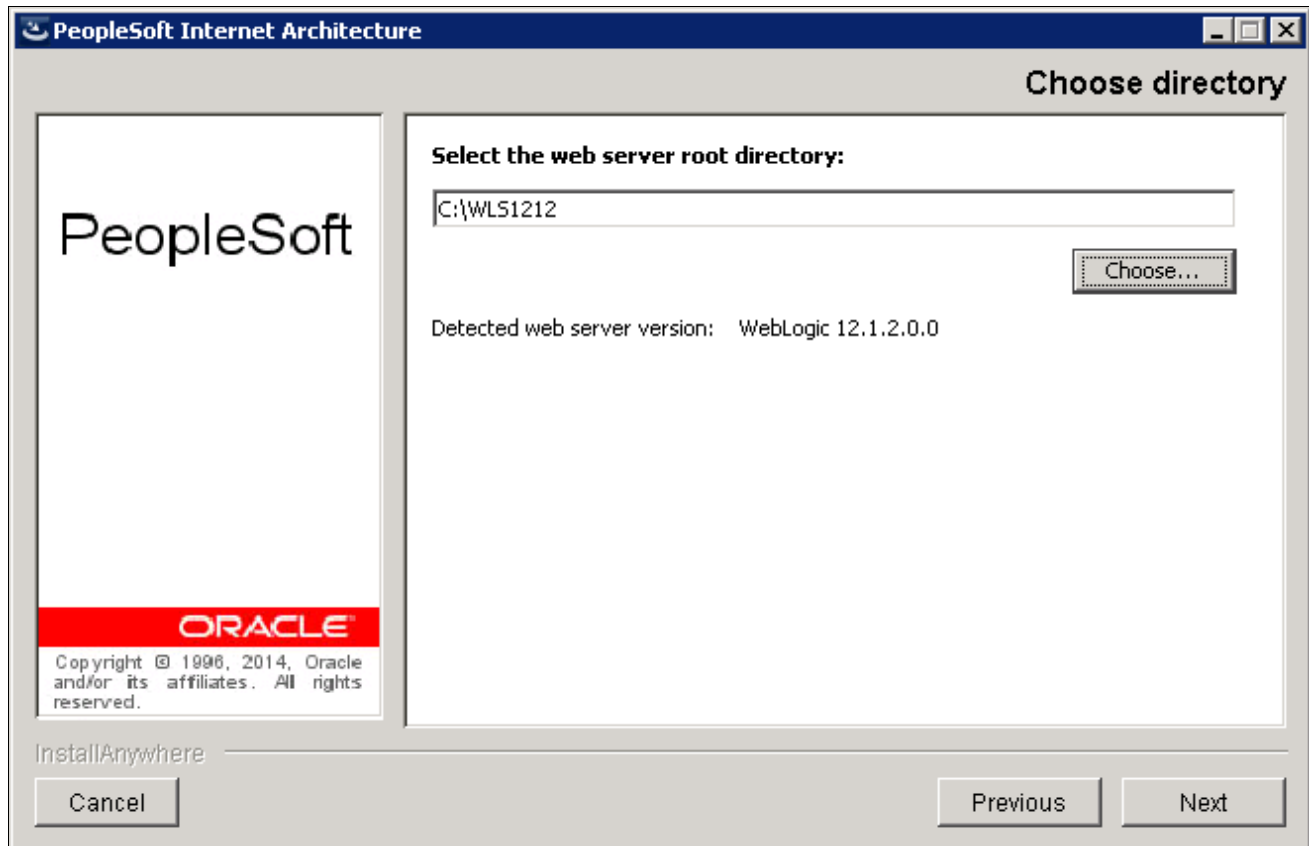 PeopleSoft Internet Architecture
Choose directory
PeopleSoft
ORACLE
Copyright © 1996, 2014, Oracle
and/or its affiliates. All rights
reserved.
Select the web server root directory:
C:\WLS1212
Choose...
Detected web server version: WebLogic 12.1.2.0.0
InstallAnywhere
Cancel
Previous
Next